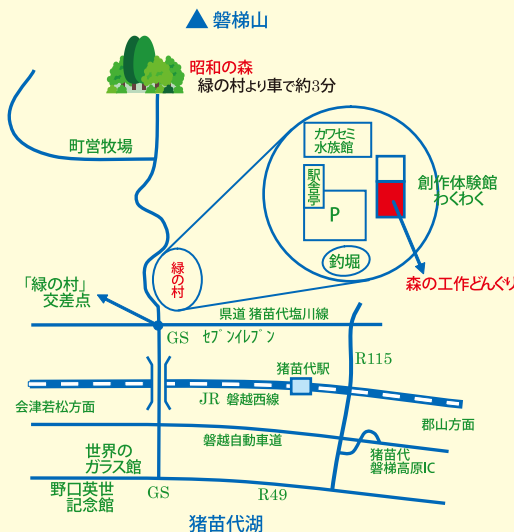 磐梯山
昭和の森
緑の村より車で約3分
町営牧場
カワセミ
水族館
駅舎亭
P
創作体験館
わくわく
釣堀
緑の村
森の工作どんぐり
「緑の村」
交差点
県道 猪苗代塩川線
GS ｾﾌﾞﾝｲﾚﾌﾞﾝ
R115
猪苗代駅
JR 磐越西線
会津若松方面
郡山方面
磐越自動車道
猪苗代
磐梯高原IC
世界の
ガラス館
野口英世
記念館
GS
R49
猪苗代湖